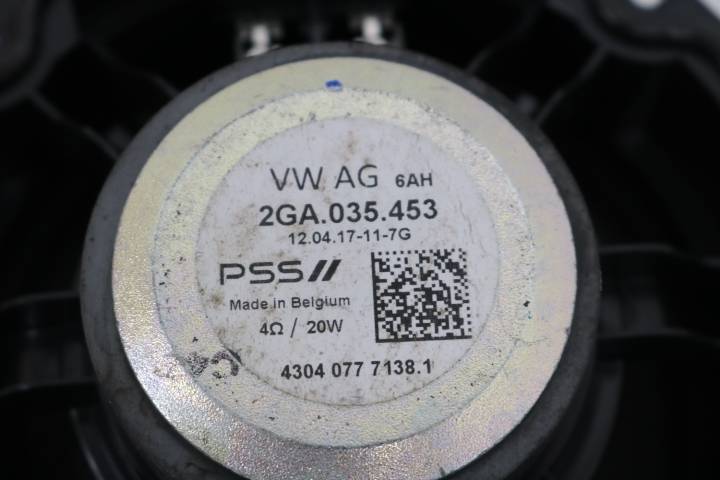 VW AG 6AH
2GA.035.453
12.04.17-11-7G
PSS//
Made in Belgium
4Ω / 20W
4304 077 7138.1